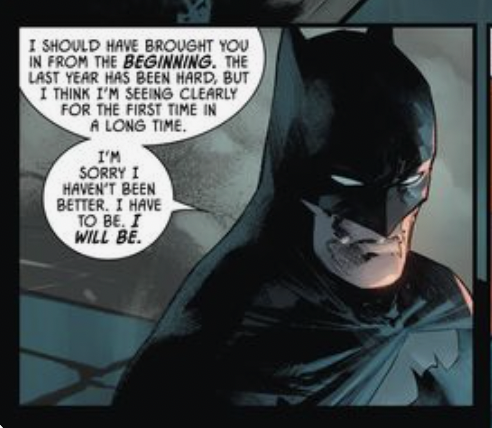 I SHOULD HAVE BROUGHT YOU
IN FROM THE BEGINNING. THE
LAST YEAR HAS BEEN HARD, BUT
I THINK I'M SEEING CLEARLY
FOR THE FIRST TIME IN
A LONG TIME.
I'M
SORRY I
HAVEN'T BEEN
BETTER. I HAVE
TO BE. I
WILL BE.